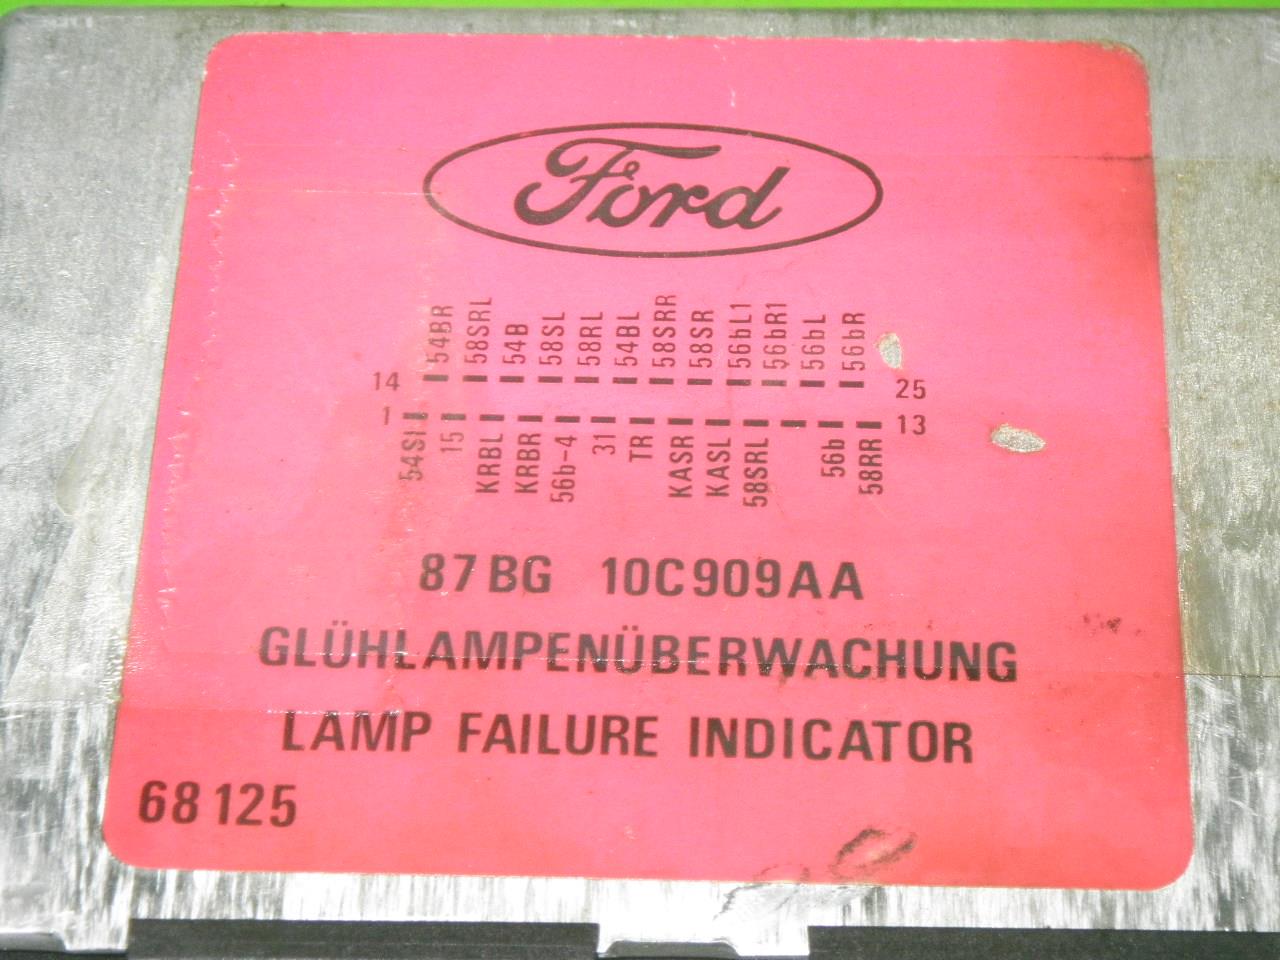 Ford
54BR 58SRL 54B 58SL 58RL 54BL 58SRR 58SR 56bL1 56bR1 56bL 56bR
14 25
1 13
54SL 15 KRBL KRBR 56b-4 31 TR KASR KASL 58SRL 56b 58RR
87BG 10C909AA
GLÜHLAMPENÜBERWACHUNG
LAMP FAILURE INDICATOR
68125